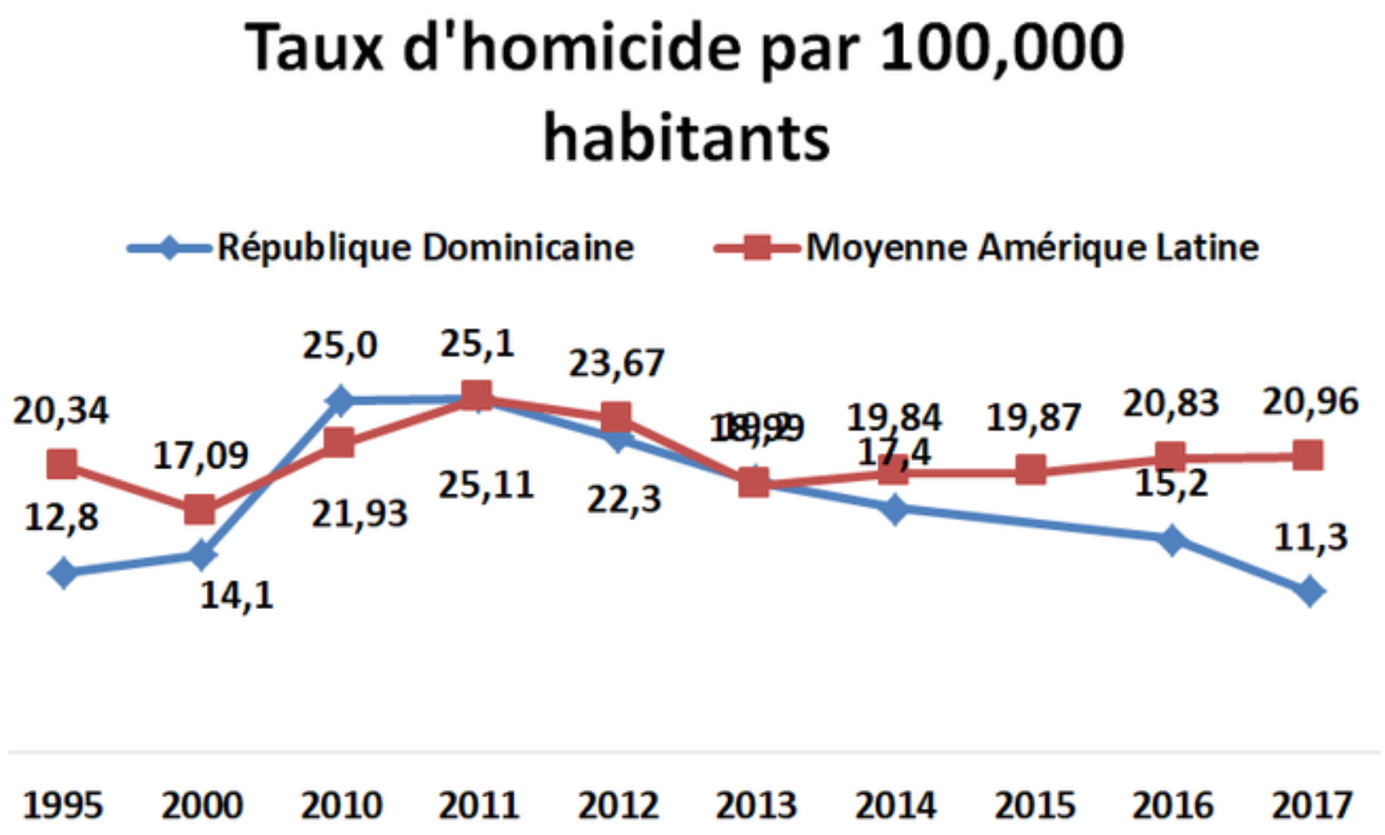 Taux d'homicide par 100,000
habitants
République Dominicaine Moyenne Amérique Latine
25,0 25,1 23,67
20,34 17,09 19,84 19,87 20,83 20,96
12,8 21,93 25,11 22,3 17,4 15,2 11,3
14,1
1995 2000 2010 2011 2012 2013 2014 2015 2016 2017